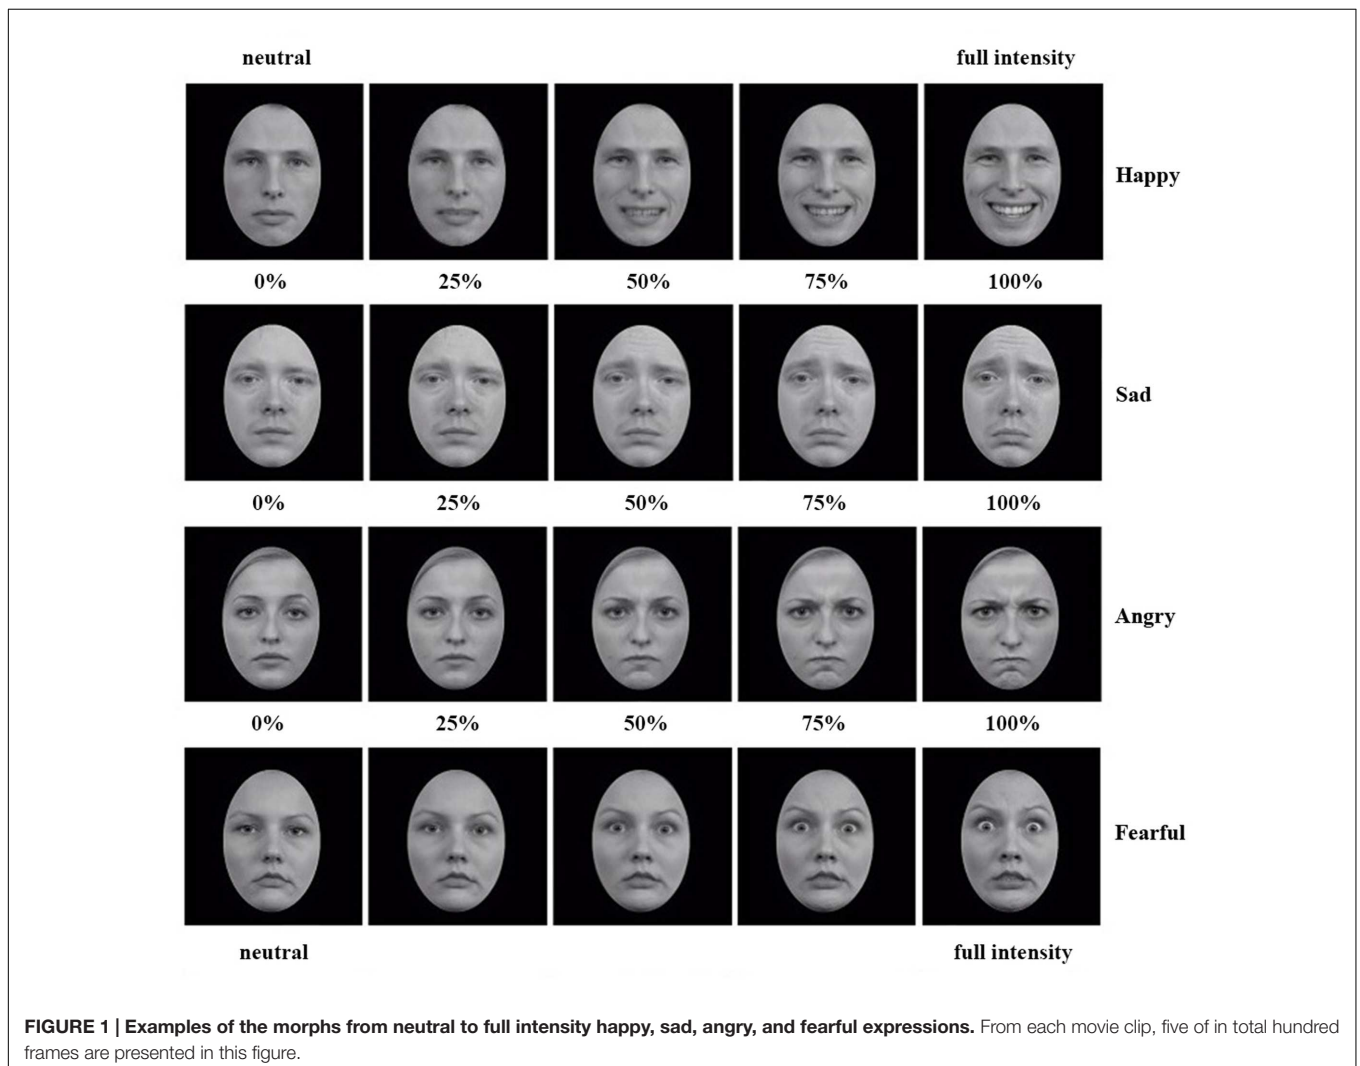 neutral full intensity
Happy
0% 25% 50% 75% 100%
Sad
0% 25% 50% 75% 100%
Angry
0% 25% 50% 75% 100%
Fearful
neutral full intensity
FIGURE 1 | Examples of the morphs from neutral to full intensity happy, sad, angry, and fearful expressions. From each movie clip, five of in total hundred
frames are presented in this figure.